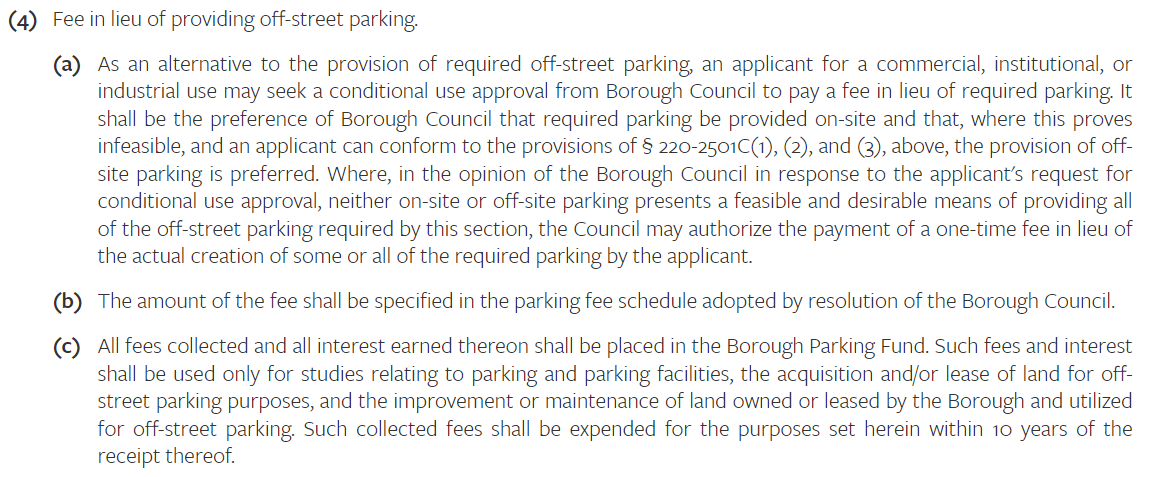 (4) Fee in lieu of providing off-street parking.
(a) As an alternative to the provision of required off-street parking, an applicant for a commercial, institutional, or
industrial use may seek a conditional use approval from Borough Council to pay a fee in lieu of required parking. It
shall be the preference of Borough Council that required parking be provided on-site and that, where this proves
infeasible, and an applicant can conform to the provisions of § 220-2501C(1), (2), and (3), above, the provision of off-
site parking is preferred. Where, in the opinion of the Borough Council in response to the applicant's request for
conditional use approval, neither on-site or off-site parking presents a feasible and desirable means of providing all
of the off-street parking required by this section, the Council may authorize the payment of a one-time fee in lieu of
the actual creation of some or all of the required parking by the applicant.
(b) The amount of the fee shall be specified in the parking fee schedule adopted by resolution of the Borough Council.
(c) All fees collected and all interest earned thereon shall be placed in the Borough Parking Fund. Such fees and interest
shall be used only for studies relating to parking and parking facilities, the acquisition and/or lease of land for off-
street parking purposes, and the improvement or maintenance of land owned or leased by the Borough and utilized
for off-street parking. Such collected fees shall be expended for the purposes set herein within 10 years of the
receipt thereof.